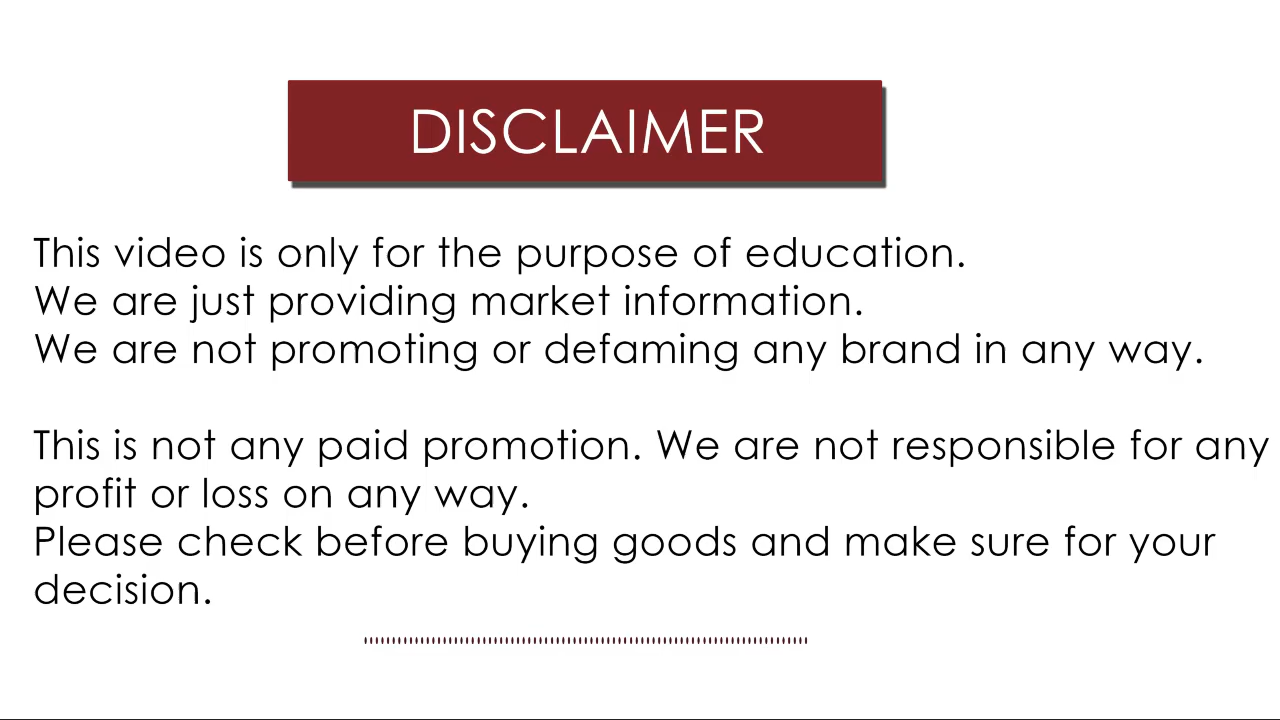 DISCLAIMER
This video is only for the purpose of education.
We are just providing market information.
We are not promoting or defaming any brand in any way.
This is not any paid promotion. We are not responsible for any
profit or loss on any way.
Please check before buying goods and make sure for your
decision.